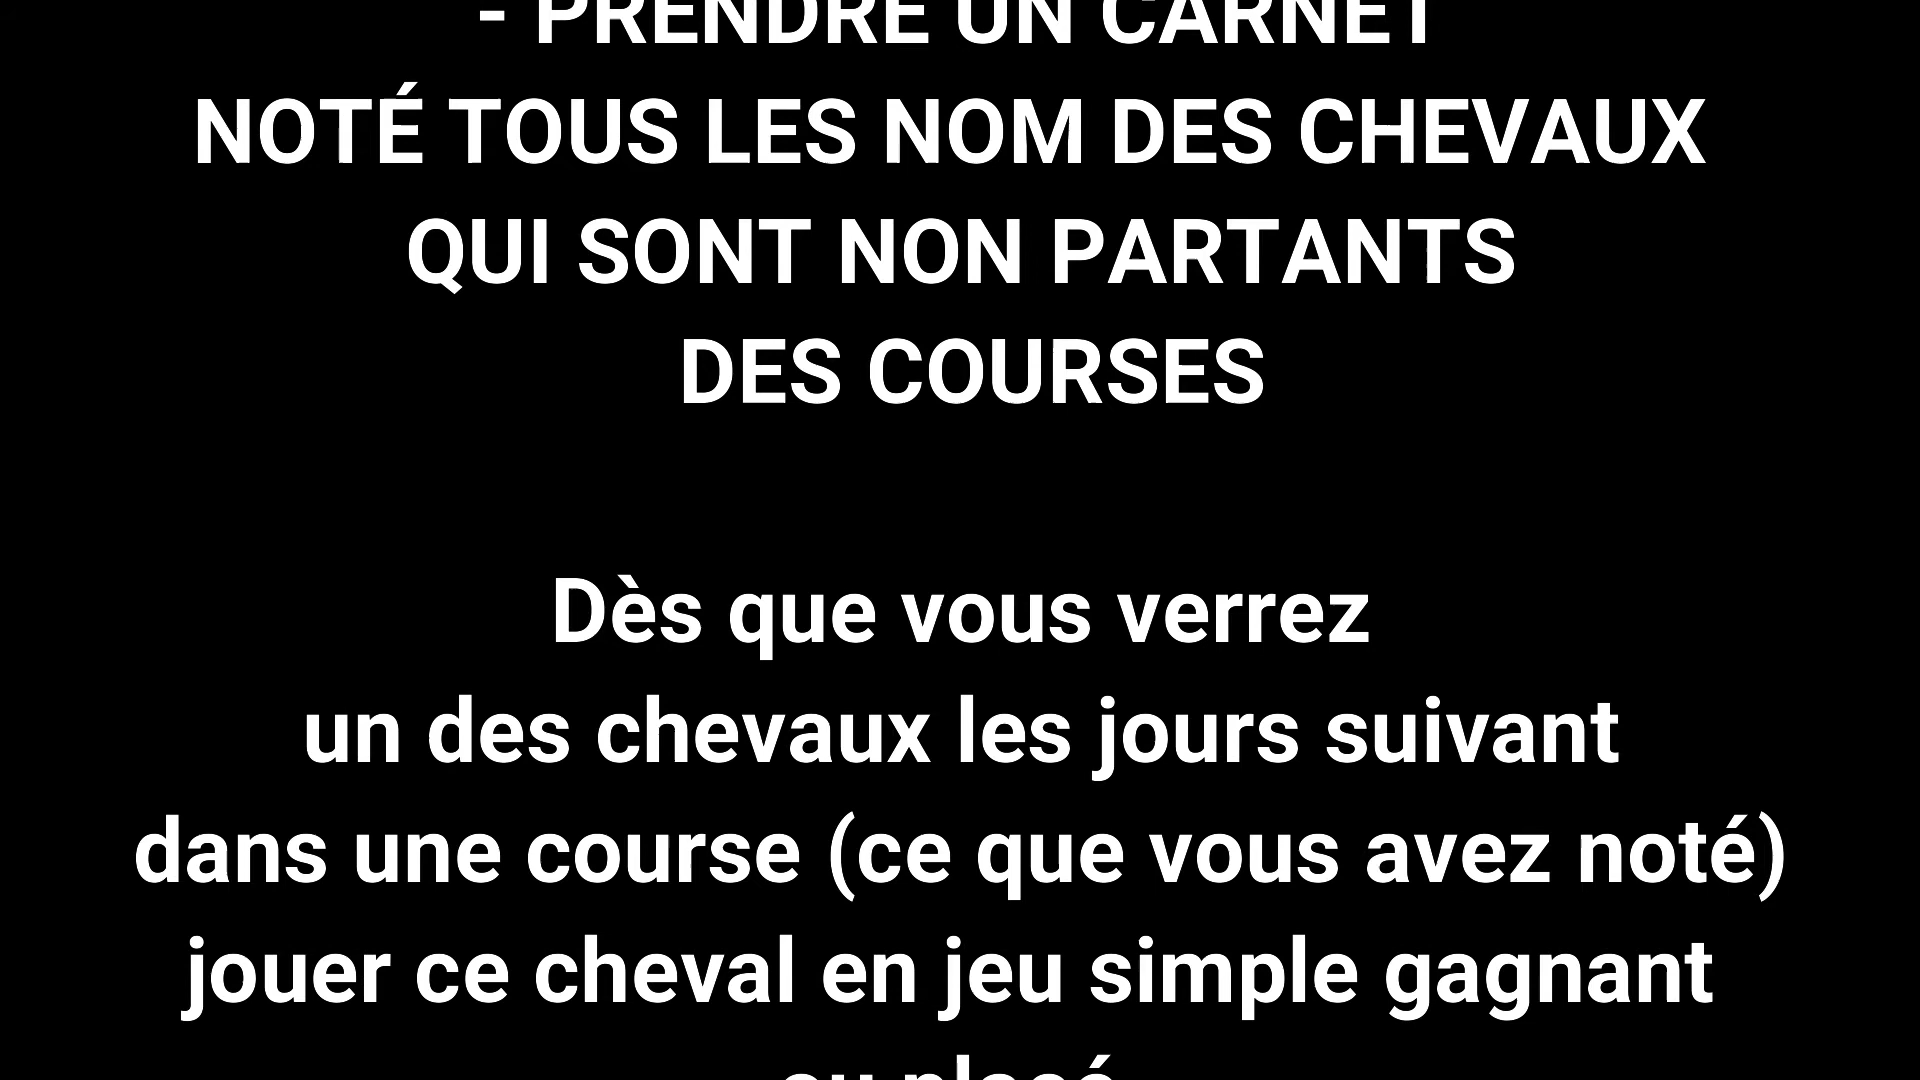 - PRENDRE UN CARNET
NOTÉ TOUS LES NOM DES CHEVAUX
QUI SONT NON PARTANTS
DES COURSES
Dès que vous verrez
un des chevaux les jours suivant
dans une course (ce que vous avez noté)
jouer ce cheval en jeu simple gagnant
ou placé